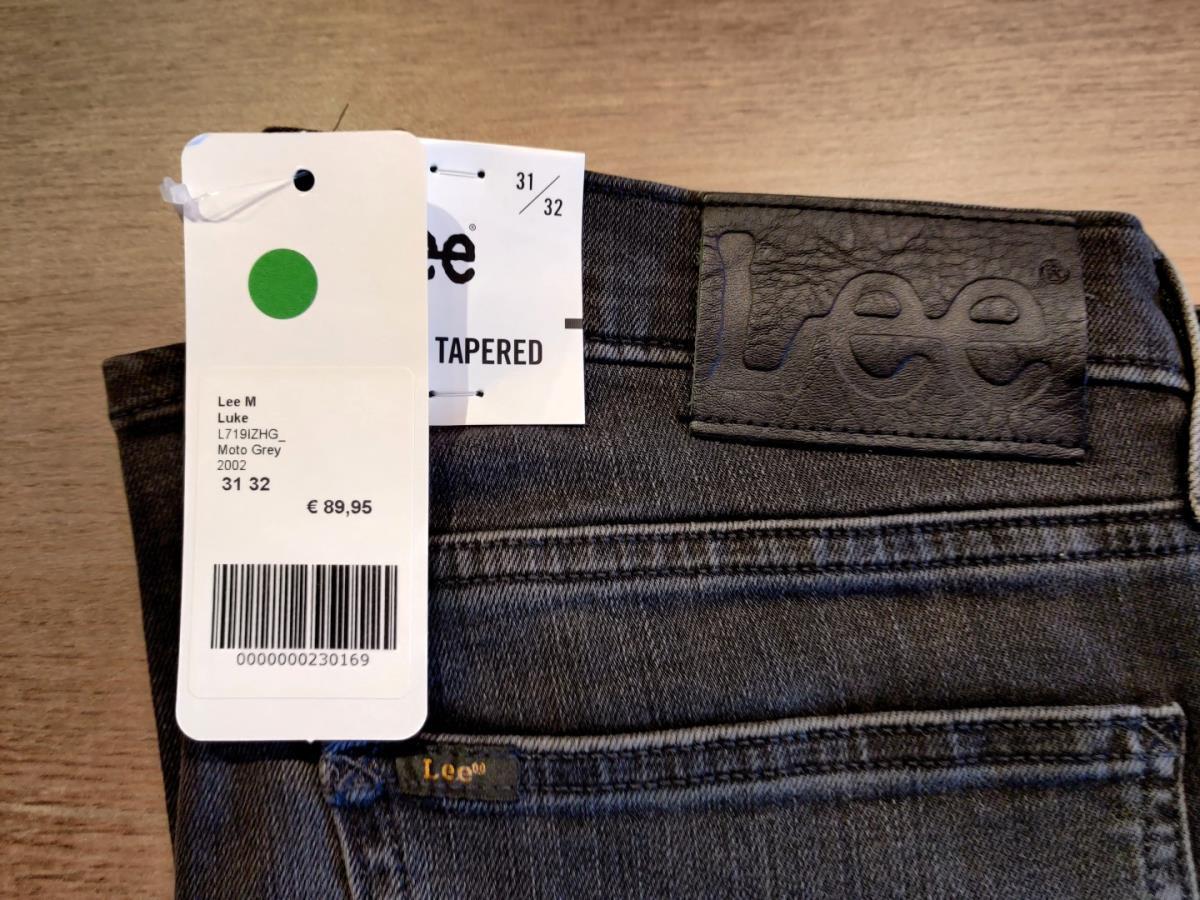 Lee M
Luke
L719IZHG_
Moto Grey
2002
31 32
€ 89,95
0000000230169
31/32
ee®
TAPERED
Lee®
Lee